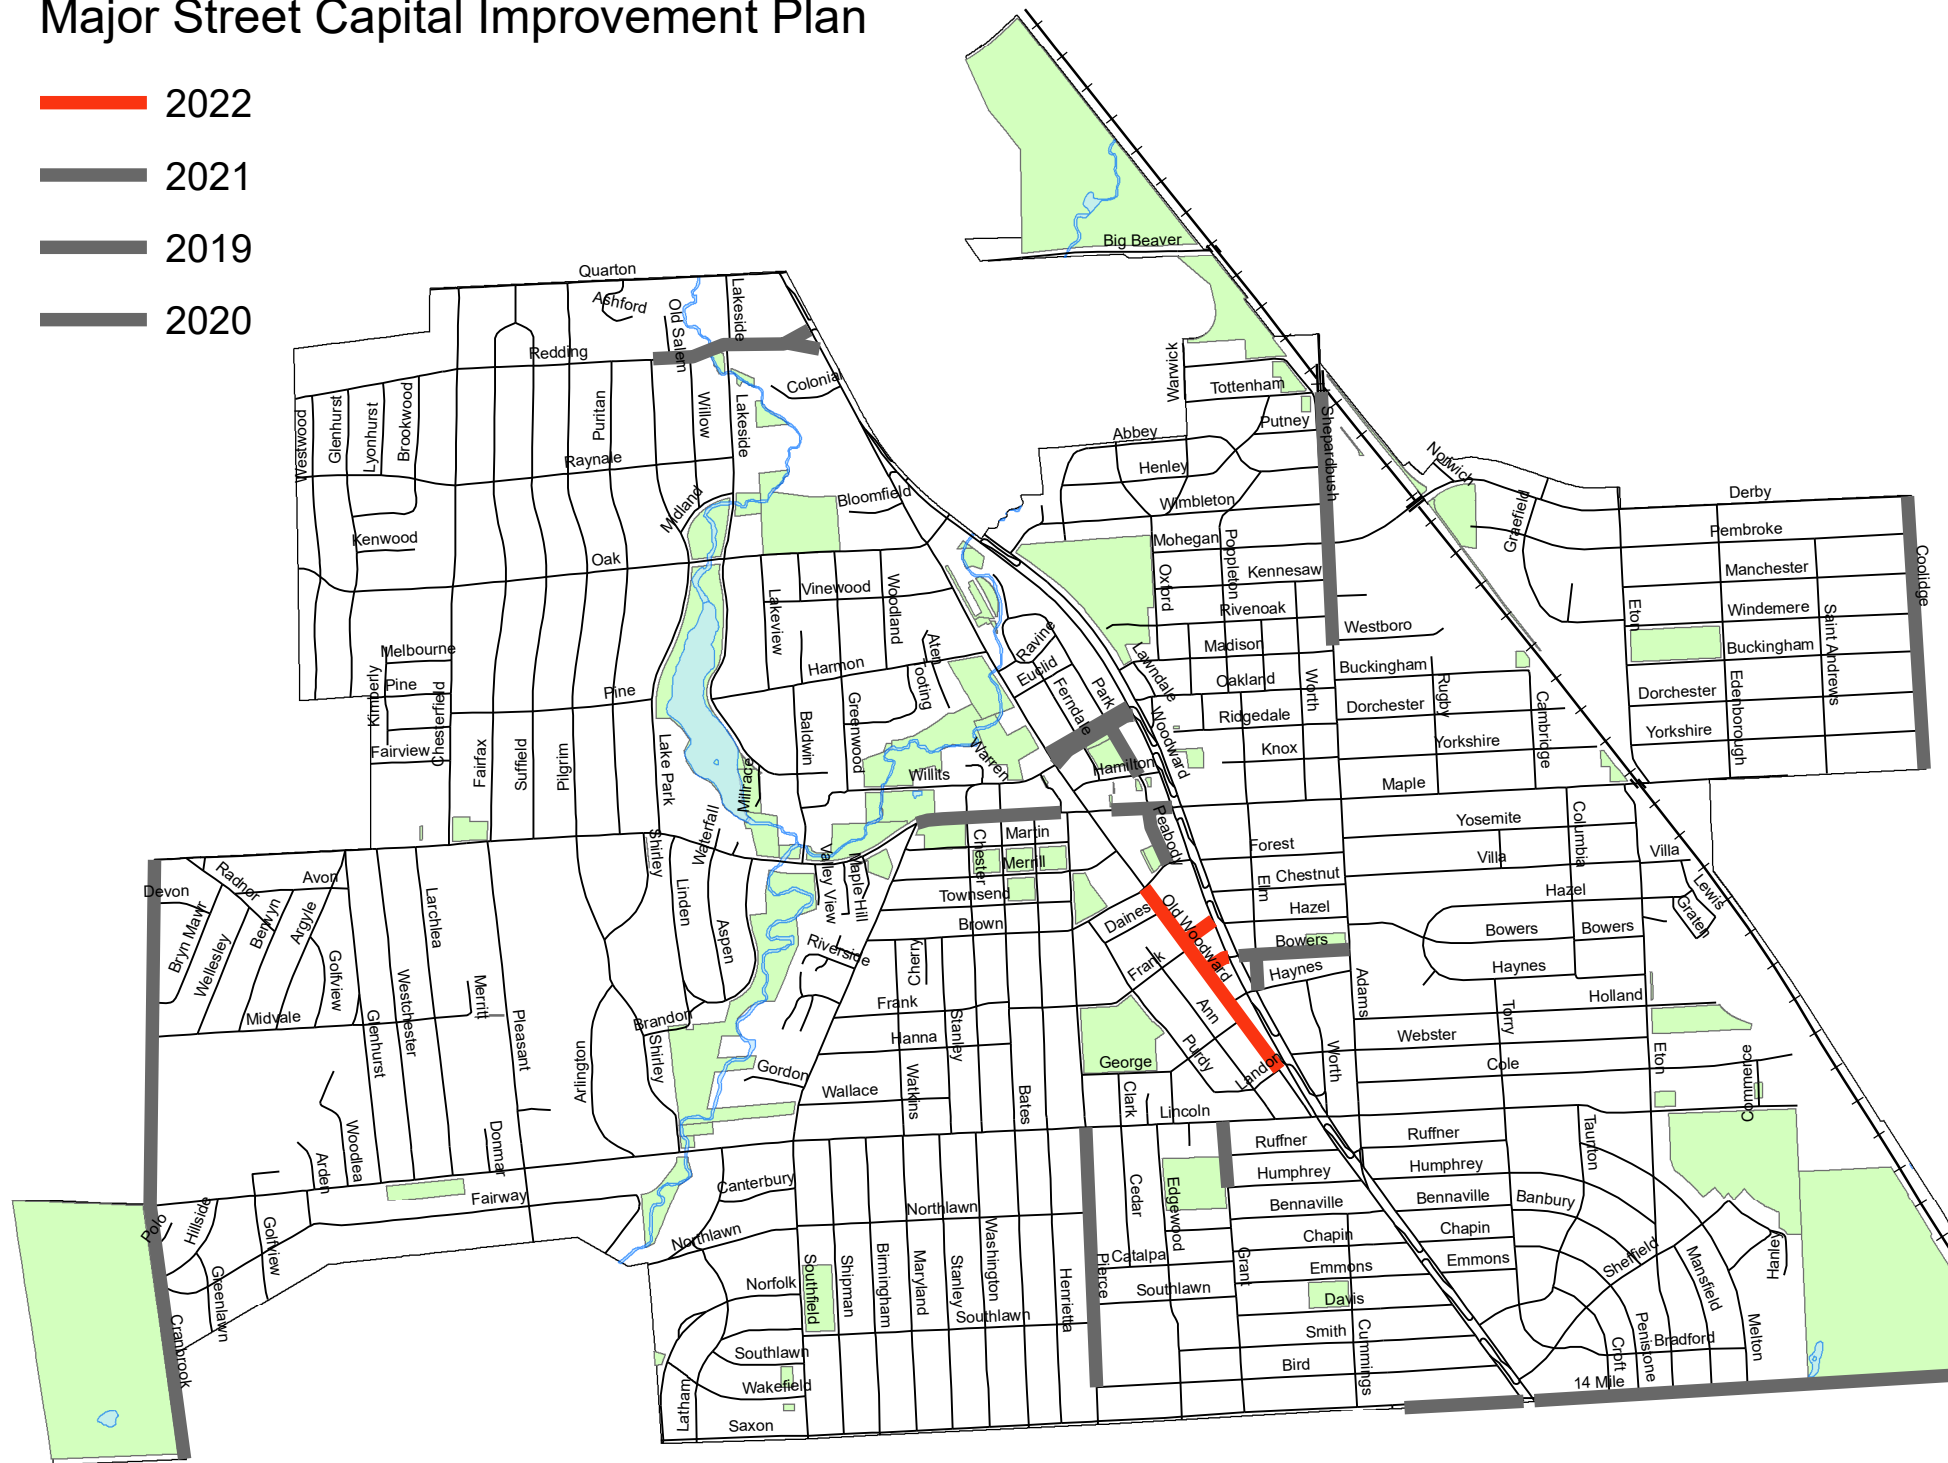 Major Street Capital Improvement Plan
2022
2021
2019
2020
Quarton
Ashford
Old Salem
Lakeside
Redding
Colonial
Big Beaver
Westwood
Glenhurst
Lyonhurst
Brookwood
Puritan
Willow
Lakeside
Raynale
Midland
Bloomfield
Kenwood
Oak
Warwick
Tottenham
Putney
Shepardbush
Abbey
Henley
Wimbleton
Norwich
Graefield
Derby
Pembroke
Coolidge
Mohegan
Poppleton
Oxford
Kennesaw
Rivenoak
Manchester
Windemere
Eton
Saint Andrews
Buckingham
Vinewood
Woodland
Lakeview
Aten
Harmon
Tooting
Ravine
Euclid
Ferndale
Park
Lawndale
Madison
Westboro
Oakland
Worth
Buckingham
Rugby
Dorchester
Cambridge
Edenborough
Dorchester
Yorkshire
Melbourne
Pine
Kimberly
Chesterfield
Fairview
Pine
Fairfax
Suffield
Pilgrim
Lake Park
Millrace
Baldwin
Greenwood
Willits
Warren
Hamilton
Woodward
Ridgedale
Knox
Yorkshire
Maple
Waterfall
Shirley
Valley View
Maple Hill
Martin
Chester
Merrill
Townsend
Brown
Peabody
Forest
Chestnut
Elm
Hazel
Yosemite
Columbia
Villa
Villa
Lewis
Graten
Hazel
Bowers
Bowers
Bowers
Haynes
Haynes
Devon
Radnor
Avon
Bryn Mawr
Wellesley
Berwyn
Argyle
Golfview
Larchlea
Westchester
Glenhurst
Merritt
Midvale
Pleasant
Linden
Aspen
Riverside
Cherry
Daines
Old Woodward
Frank
Ann
Purdy
Landon
Adams
Holland
Torry
Webster
Cole
Worth
Eton
Commerce
Brandon
Shirley
Arlington
Frank
Hanna
Stanley
Gordon
Wallace
Watkins
Bates
George
Clark
Lincoln
Woodlea
Arden
Donmar
Fairway
Polo
Hillside
Golfview
Greenlawn
Cranbrook
Canterbury
Northlawn
Northlawn
Washington
Norfolk
Southfield
Shipman
Birmingham
Maryland
Stanley
Southlawn
Henrietta
Southlawn
Wakefield
Latham
Saxon
Cedar
Edgewood
Pierce
Catalpa
Southlawn
Grant
Ruffner
Humphrey
Bennaville
Chapin
Emmons
Davis
Smith
Bird
Cummings
Ruffner
Humphrey
Bennaville
Chapin
Emmons
Taunton
Banbury
Sheffield
Mansfield
Hanley
Croft
Penistone
Bradford
Melton
14 Mile